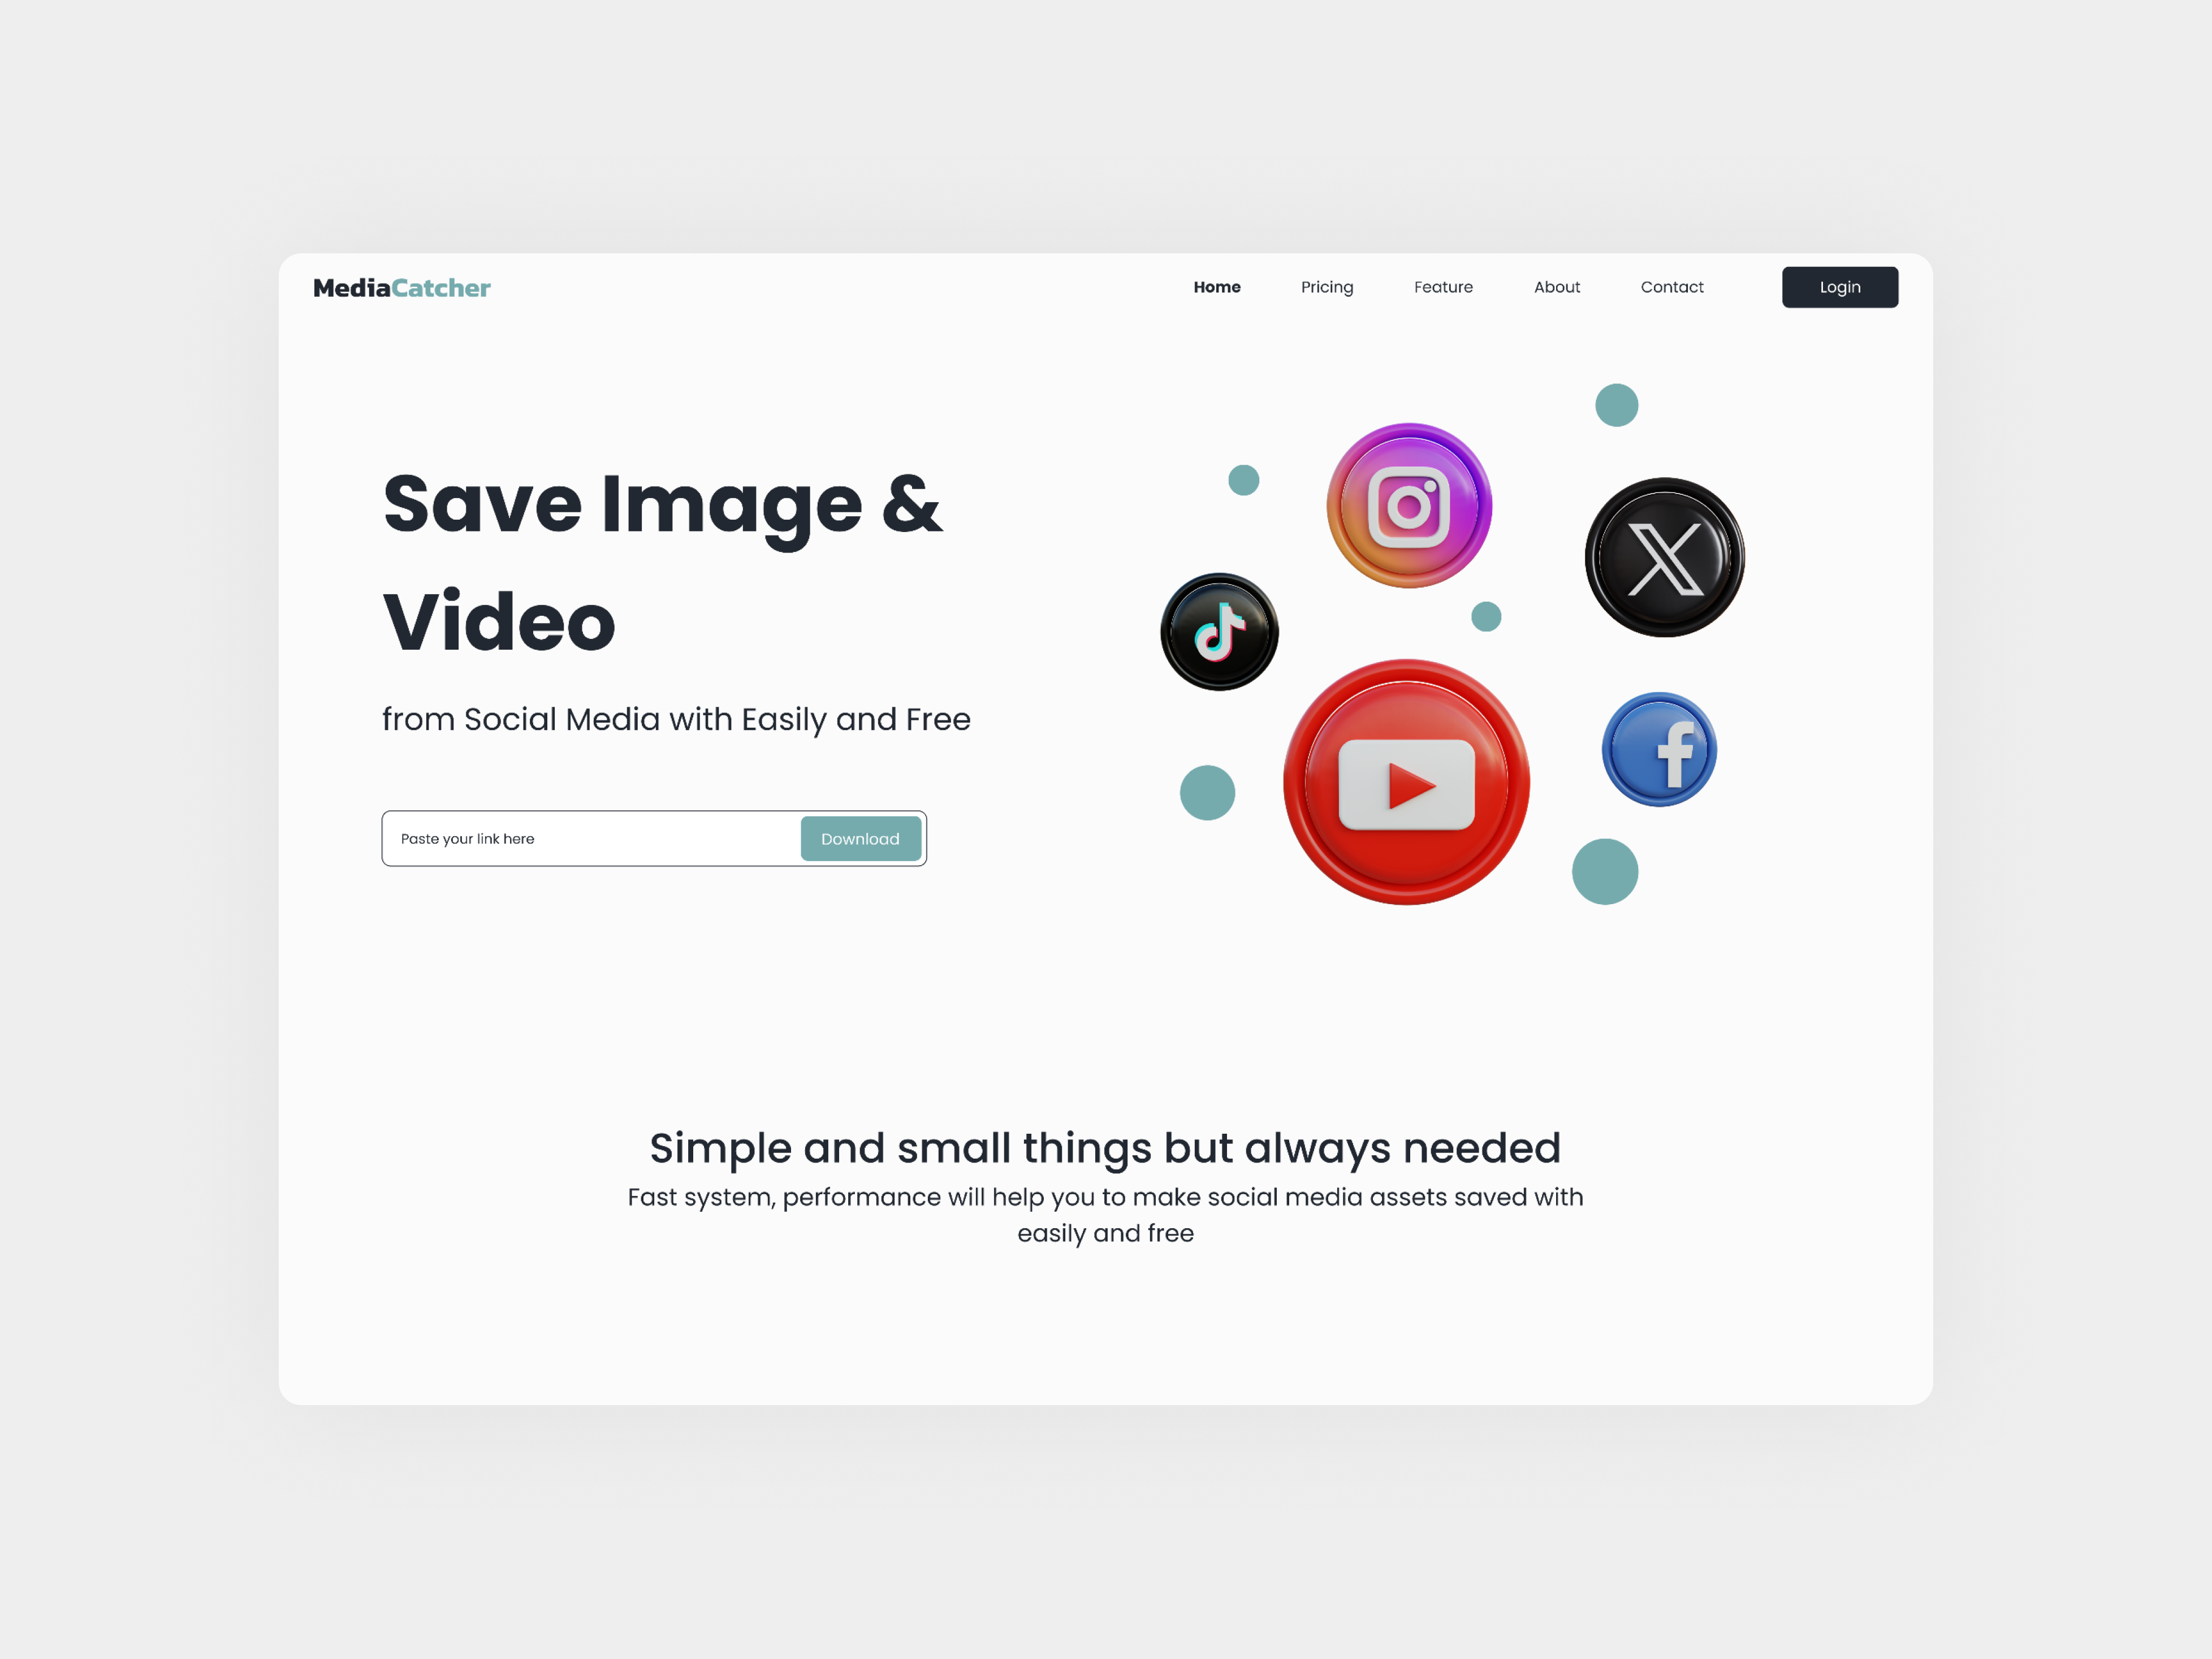 MediaCatcher
Home Pricing Feature About Contact Login
Save Image &
Video
from Social Media with Easily and Free
Paste your link here Download
Simple and small things but always needed
Fast system, performance will help you to make social media assets saved with
easily and free